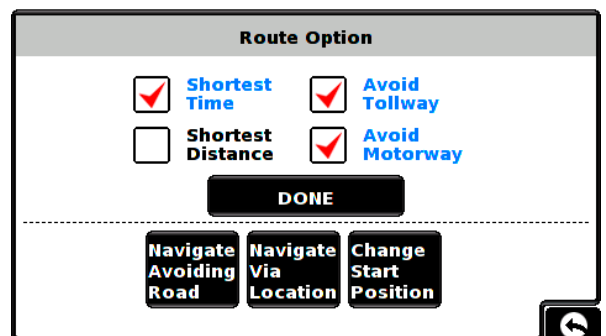 Route Option
Shortest Time
Avoid Tollway
Shortest Distance
Avoid Motorway
DONE
Navigate Avoiding Road
Navigate Via Location
Change Start Position